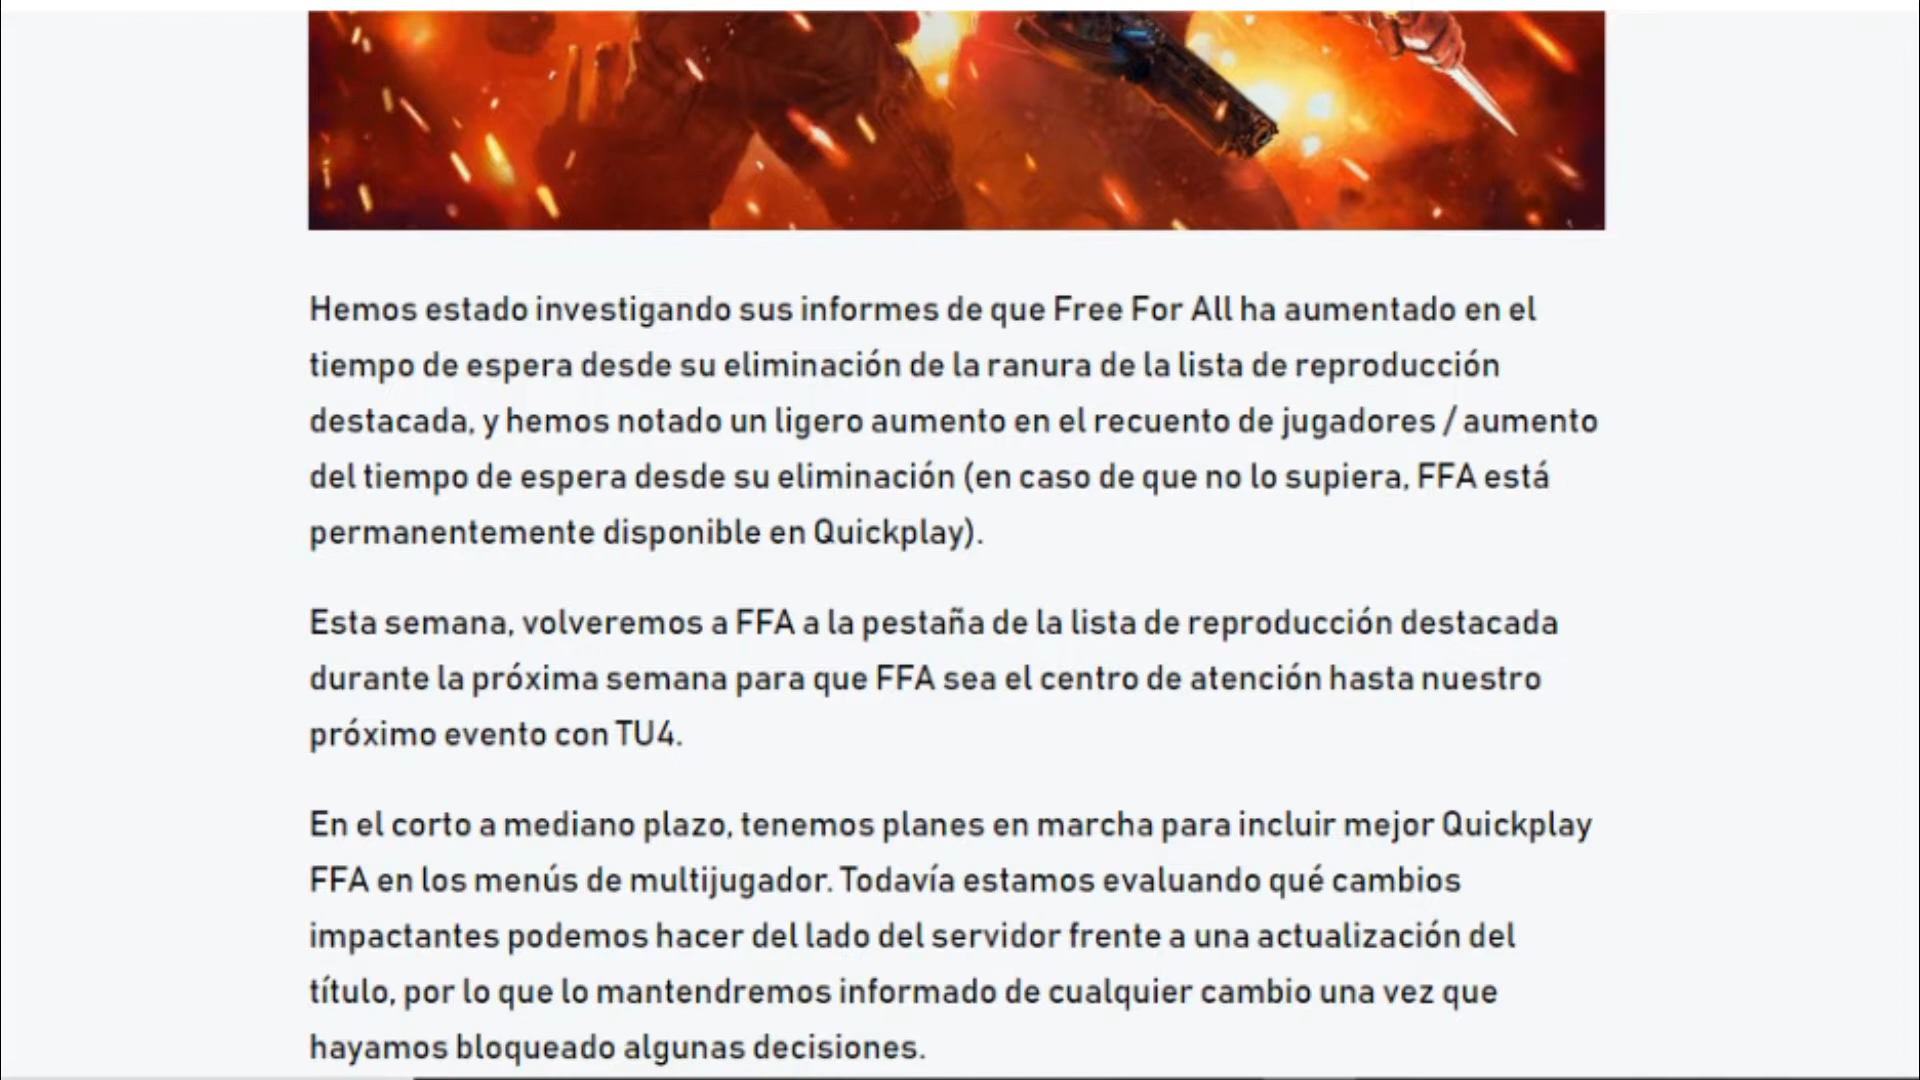 Hemos estado investigando sus informes de que Free For All ha aumentado en el
tiempo de espera desde su eliminación de la ranura de la lista de reproducción
destacada, y hemos notado un ligero aumento en el recuento de jugadores / aumento
del tiempo de espera desde su eliminación (en caso de que no lo supiera, FFA está
permanentemente disponible en Quickplay).
Esta semana, volveremos a FFA a la pestaña de la lista de reproducción destacada
durante la próxima semana para que FFA sea el centro de atención hasta nuestro
próximo evento con TU4.
En el corto a mediano plazo, tenemos planes en marcha para incluir mejor Quickplay
FFA en los menús de multijugador. Todavía estamos evaluando qué cambios
impactantes podemos hacer del lado del servidor frente a una actualización del
título, por lo que lo mantendremos informado de cualquier cambio una vez que
hayamos bloqueado algunas decisiones.